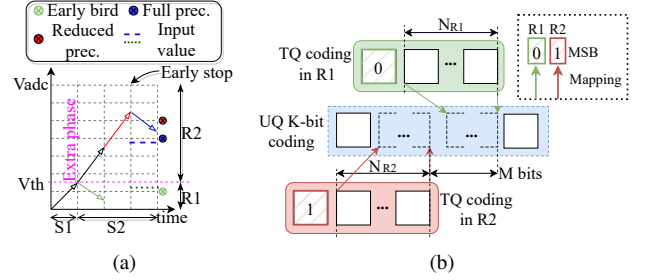 (a)
Early bird
Full prec.
Reduced prec.
Input value
Vadc
Early stop
Extra phase
R2
Vth
R1
S1
S2
time
(a)
(b)
NR1
TQ coding in R1
0
...
R1 R2
0 1 MSB
Mapping
UQ K-bit coding
...
...
NR2
M bits
1
...
TQ coding in R2
(b)